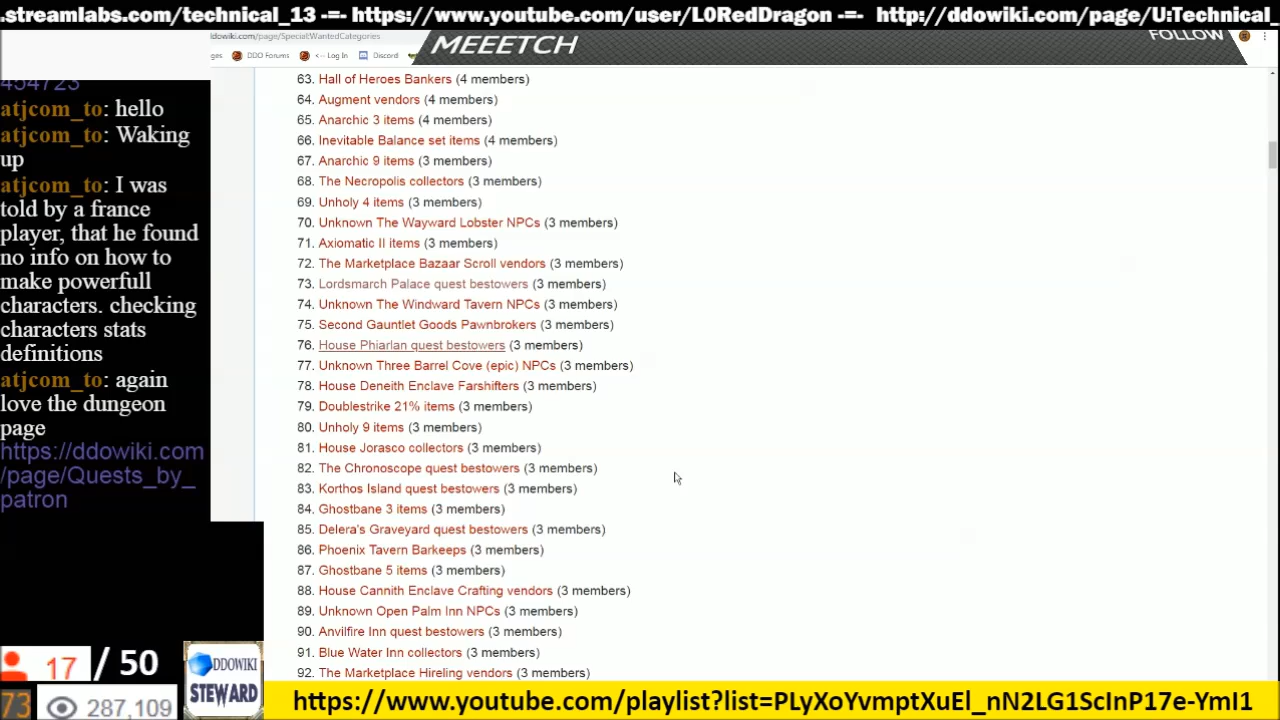 .streamlabs.com/technical_13 -=- https://www.youtube.com/user/L0RedDragon -=- http://ddowiki.com/page/U:Technical_
ddowiki.com/page/Special:WantedCategories
MEEETCH
FOLLOW
ges DDO Forums <-- Log In Discord
454723
atjcom_to: hello
atjcom_to: Waking
up
atjcom_to: I was
told by a france
player, that he found
no info on how to
make powerfull
characters. checking
characters stats
definitions
atjcom_to: again
love the dungeon
page
https://ddowiki.com
/page/Quests_by_
patron
63. Hall of Heroes Bankers (4 members)
64. Augment vendors (4 members)
65. Anarchic 3 items (4 members)
66. Inevitable Balance set items (4 members)
67. Anarchic 9 items (3 members)
68. The Necropolis collectors (3 members)
69. Unholy 4 items (3 members)
70. Unknown The Wayward Lobster NPCs (3 members)
71. Axiomatic II items (3 members)
72. The Marketplace Bazaar Scroll vendors (3 members)
73. Lordsmarch Palace quest bestowers (3 members)
74. Unknown The Windward Tavern NPCs (3 members)
75. Second Gauntlet Goods Pawnbrokers (3 members)
76. House Phiarlan quest bestowers (3 members)
77. Unknown Three Barrel Cove (epic) NPCs (3 members)
78. House Deneith Enclave Farshifters (3 members)
79. Doublestrike 21% items (3 members)
80. Unholy 9 items (3 members)
81. House Jorasco collectors (3 members)
82. The Chronoscope quest bestowers (3 members)
83. Korthos Island quest bestowers (3 members)
84. Ghostbane 3 items (3 members)
85. Delera's Graveyard quest bestowers (3 members)
86. Phoenix Tavern Barkeeps (3 members)
87. Ghostbane 5 items (3 members)
88. House Cannith Enclave Crafting vendors (3 members)
89. Unknown Open Palm Inn NPCs (3 members)
90. Anvilfire Inn quest bestowers (3 members)
91. Blue Water Inn collectors (3 members)
92. The Marketplace Hireling vendors (3 members)
17 / 50
DDOWIKI
STEWARD
73 287,109
https://www.youtube.com/playlist?list=PLyXoYvmptXuEl_nN2LG1ScInP17e-YmI1